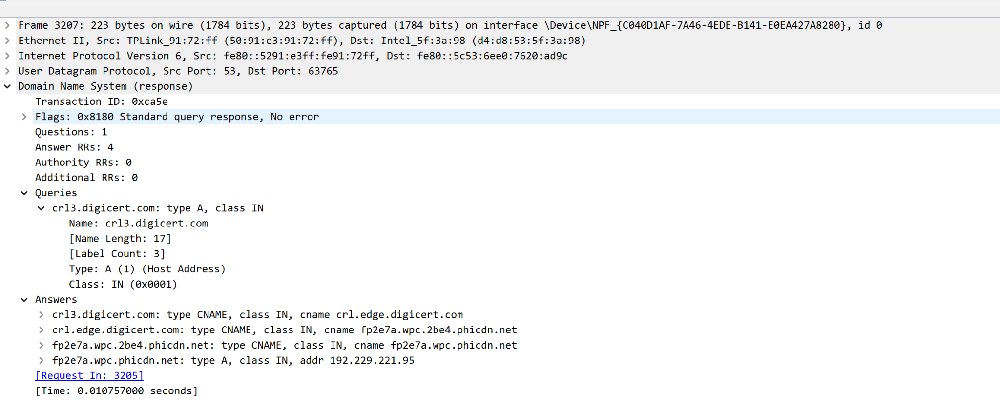 Frame 3207: 223 bytes on wire (1784 bits), 223 bytes captured (1784 bits) on interface \Device\NPF_{C040D1AF-7A46-4EDE-B141-E0EA427A8280}, id 0
Ethernet II, Src: TPLink_91:72:ff (50:91:e3:91:72:ff), Dst: Intel_5f:3a:98 (d4:d8:53:5f:3a:98)
Internet Protocol Version 6, Src: fe80::5291:e3ff:fe91:72ff, Dst: fe80::5c53:6ee0:7620:ad9c
User Datagram Protocol, Src Port: 53, Dst Port: 63765
Domain Name System (response)
Transaction ID: 0xca5e
Flags: 0x8180 Standard query response, No error
Questions: 1
Answer RRs: 4
Authority RRs: 0
Additional RRs: 0
Queries
crl3.digicert.com: type A, class IN
Name: crl3.digicert.com
[Name Length: 17]
[Label Count: 3]
Type: A (1) (Host Address)
Class: IN (0x0001)
Answers
crl3.digicert.com: type CNAME, class IN, cname crl.edge.digicert.com
crl.edge.digicert.com: type CNAME, class IN, cname fp2e7a.wpc.2be4.phicdn.net
fp2e7a.wpc.2be4.phicdn.net: type CNAME, class IN, cname fp2e7a.wpc.phicdn.net
fp2e7a.wpc.phicdn.net: type A, class IN, addr 192.229.221.95
[Request In: 3205]
[Time: 0.010757000 seconds]